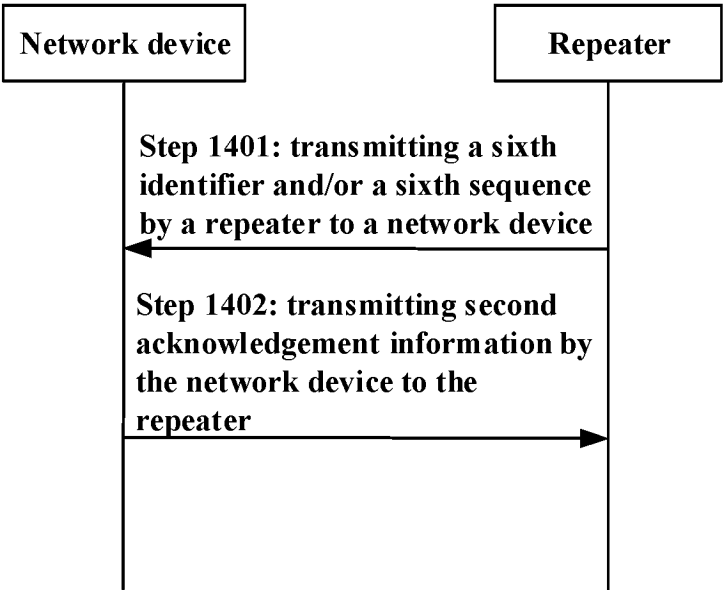 Network device
Repeater
Step 1401: transmitting a sixth
identifier and/or a sixth sequence
by a repeater to a network device
Step 1402: transmitting second
acknowledgement information by
the network device to the
repeater